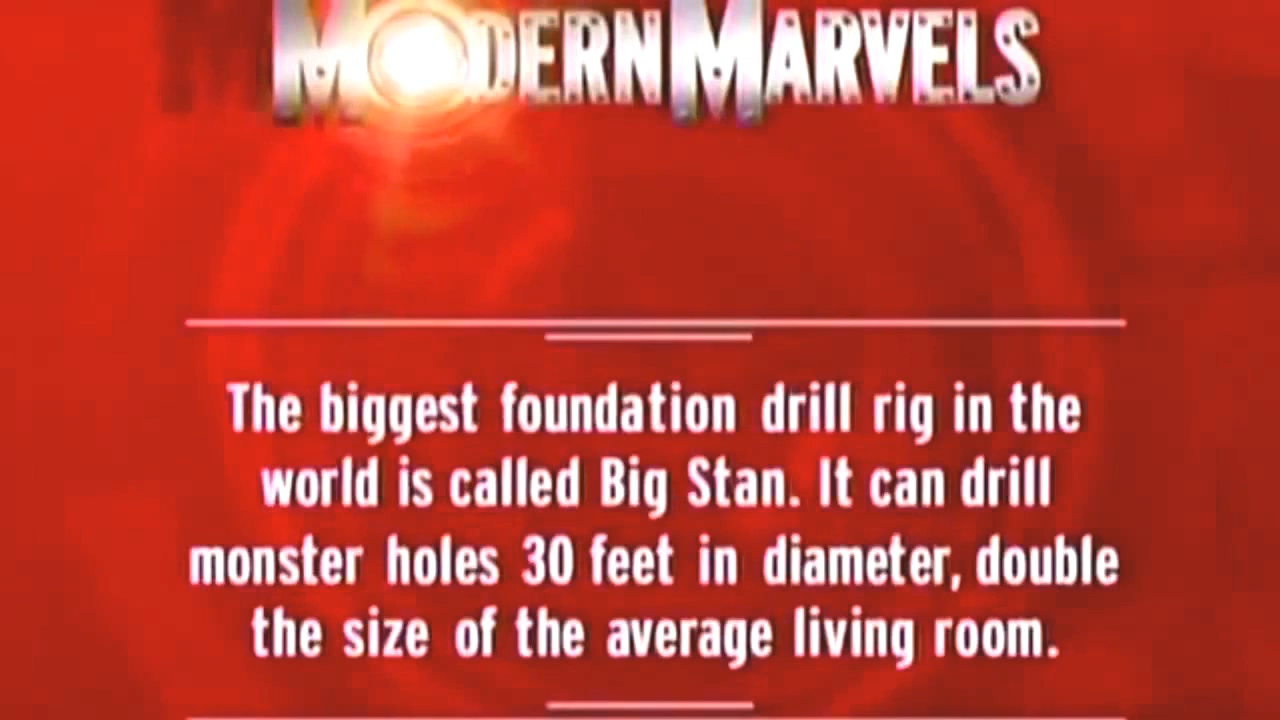 MODERN MARVELS
The biggest foundation drill rig in the
world is called Big Stan. It can drill
monster holes 30 feet in diameter, double
the size of the average living room.